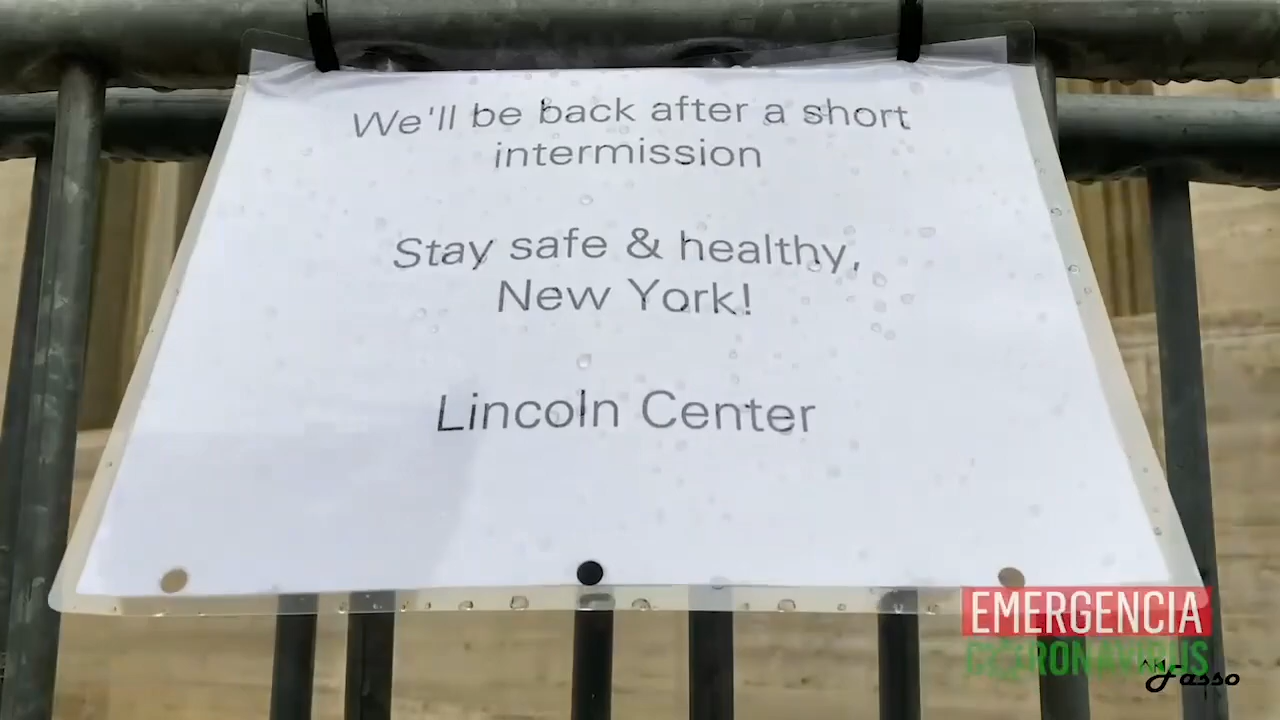 We'll be back after a short
intermission
Stay safe & healthy,
New York!
Lincoln Center
EMERGENCIA
CORONAVIRUS
Fasso